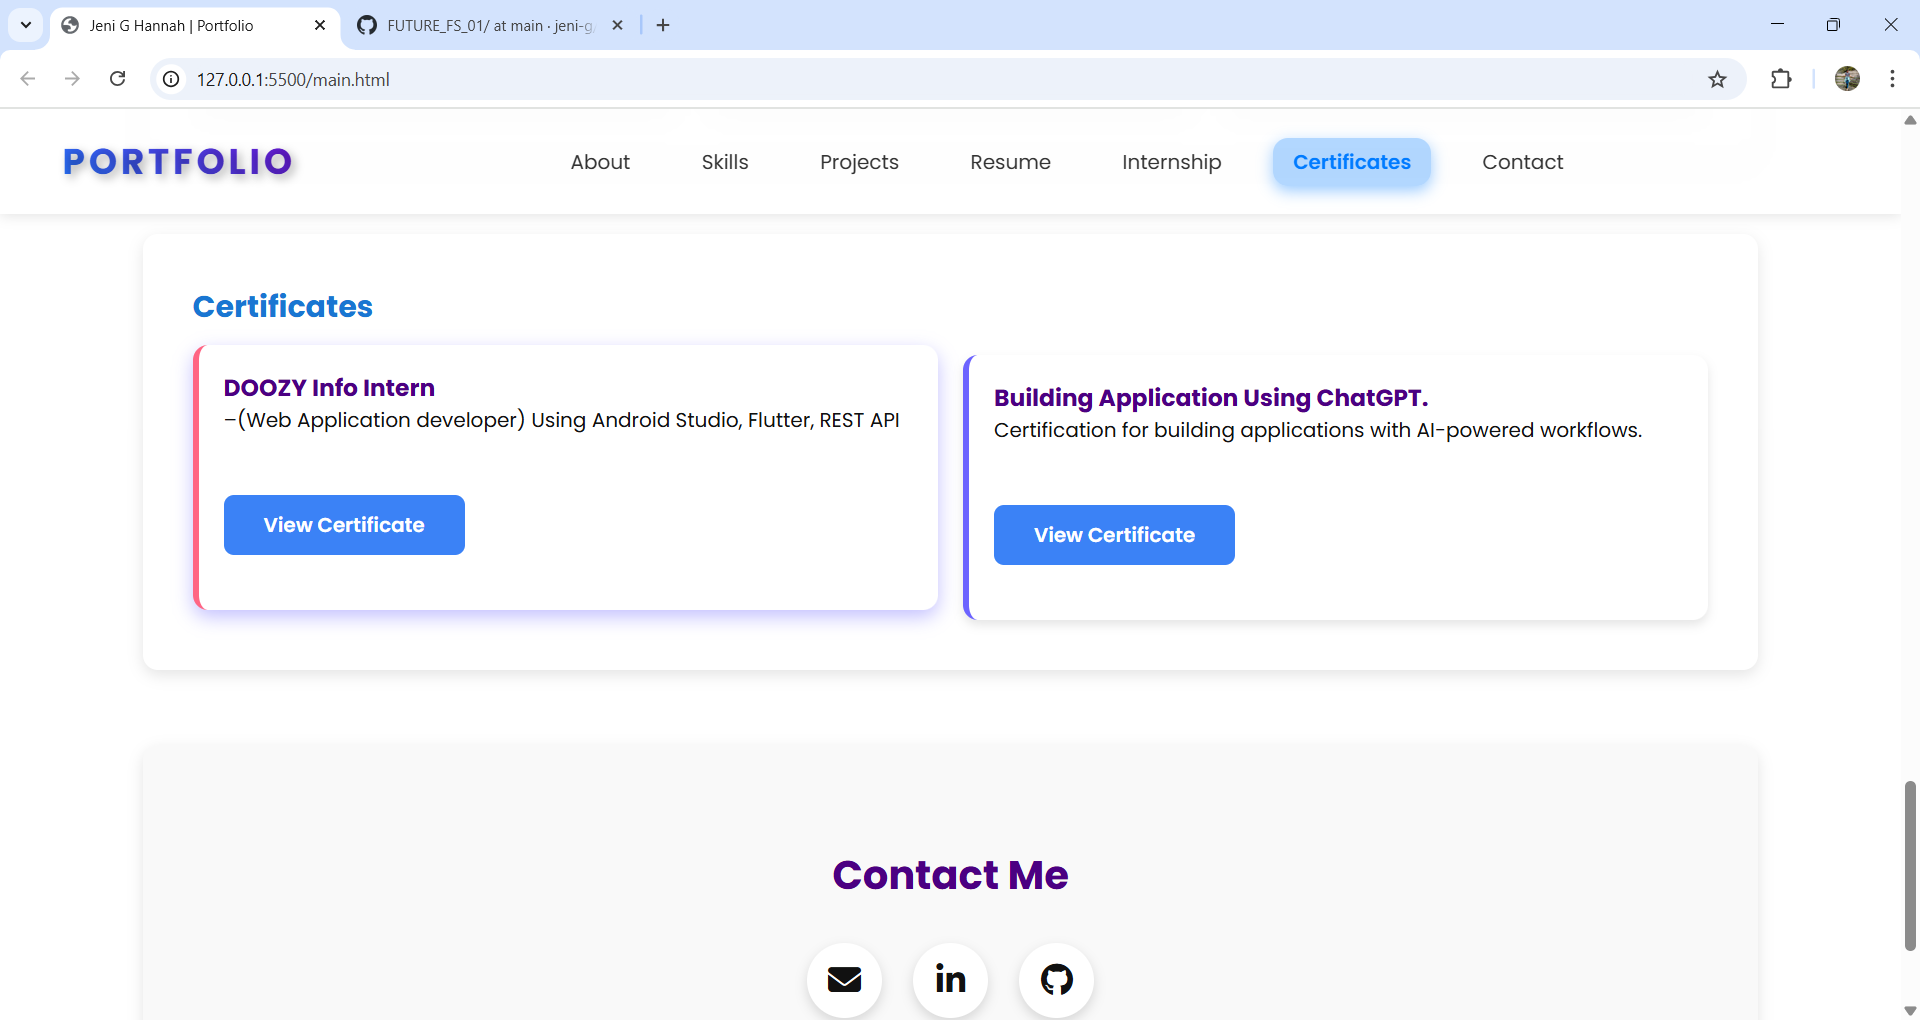 Jeni G Hannah | Portfolio
FUTURE_FS_01/ at main · jeni-g
127.0.0.1:5500/main.html
PORTFOLIO
About
Skills
Projects
Resume
Internship
Certificates
Contact
Certificates
DOOZY Info Intern
–(Web Application developer) Using Android Studio, Flutter, REST API
View Certificate
Building Application Using ChatGPT.
Certification for building applications with AI-powered workflows.
View Certificate
Contact Me
in